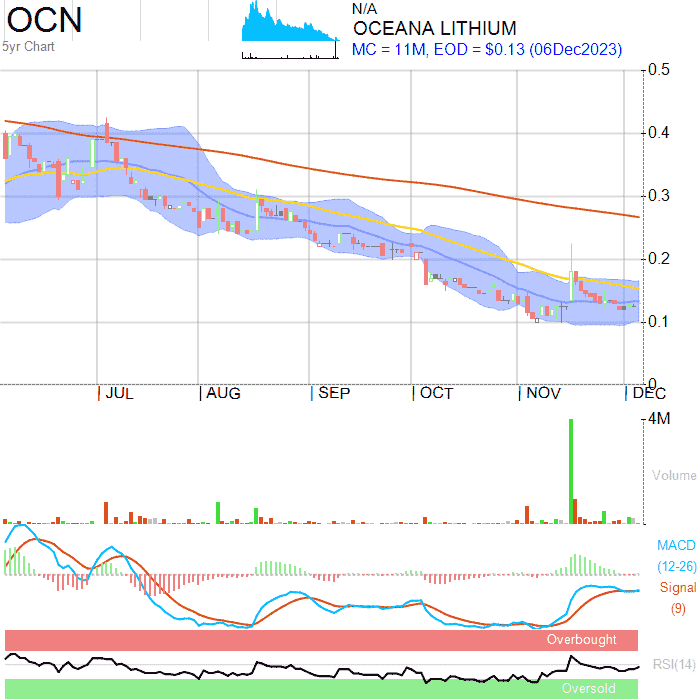 OCN
5yr Chart
N/A
OCEANA LITHIUM
MC = 11M, EOD = $0.13 (06Dec2023)
0.5
0.4
0.3
0.2
0.1
0
JUL AUG SEP OCT NOV DEC
4M
Volume
MACD
(12-26)
Signal
(9)
Overbought
RSI(14)
Oversold